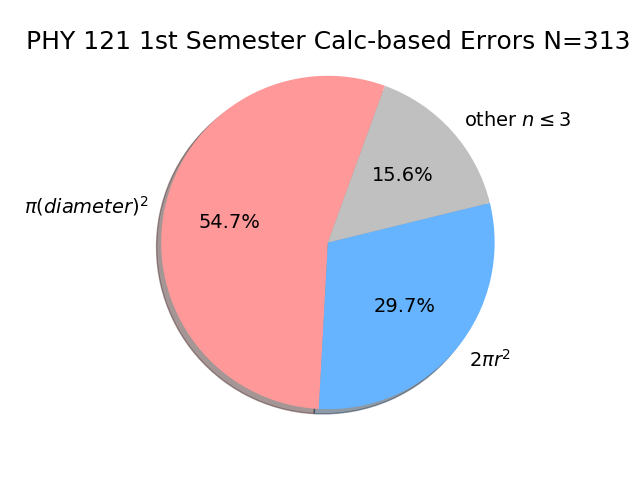 PHY 121 1st Semester Calc-based Errors N=313
other n ≤ 3
15.6%
π(diameter)²
54.7%
29.7%
2πr²